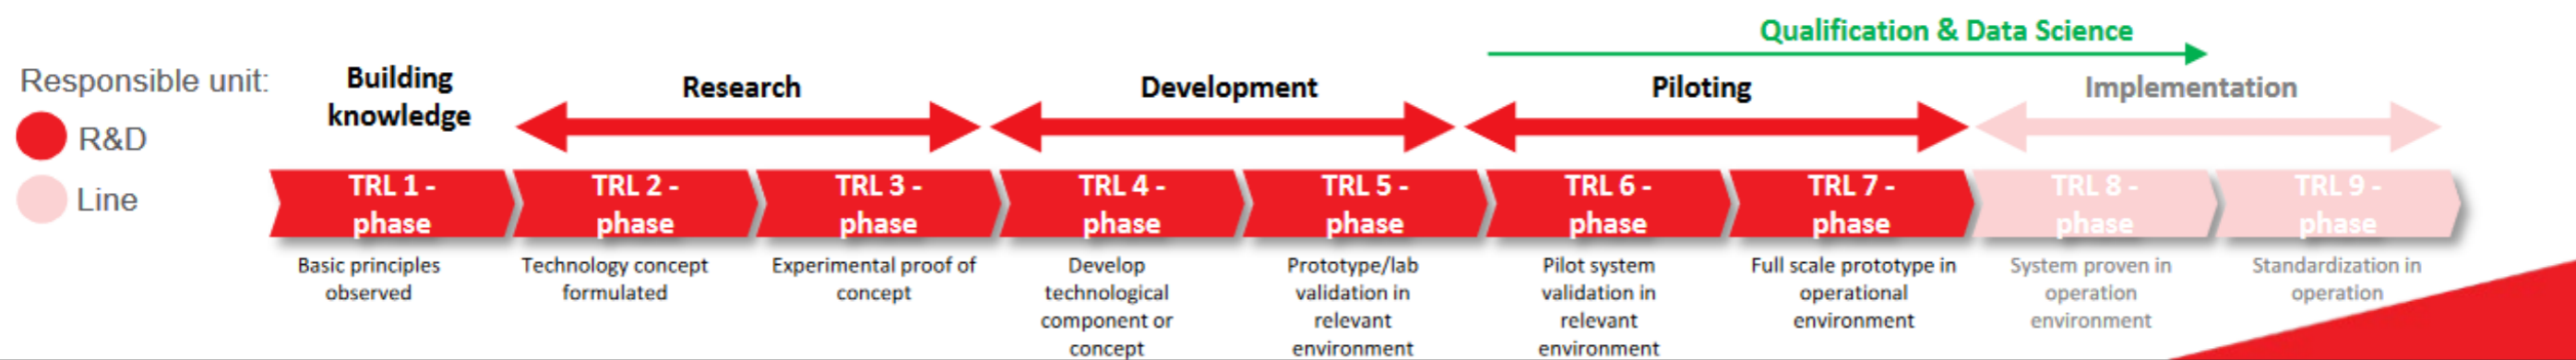 Qualification & Data Science
Responsible unit:
R&D
Line
Building
knowledge
Research
Development
Piloting
Implementation
TRL 1 -
phase
TRL 2 -
phase
TRL 3 -
phase
TRL 4 -
phase
TRL 5 -
phase
TRL 6 -
phase
TRL 7 -
phase
TRL 8 -
phase
TRL 9 -
phase
Basic principles
observed
Technology concept
formulated
Experimental proof of
concept
Develop
technological
component or
concept
Prototype/lab
validation in
relevant
environment
Pilot system
validation in
relevant
environment
Full scale prototype in
operational
environment
System proven in
operation
environment
Standardization in
operation